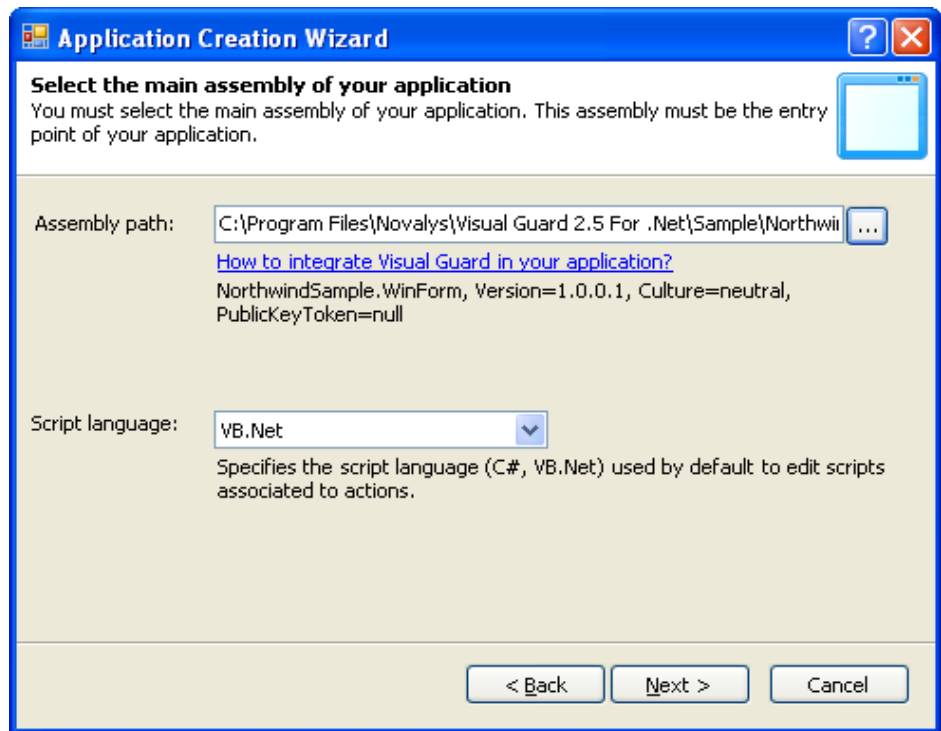 Application Creation Wizard
Select the main assembly of your application
You must select the main assembly of your application. This assembly must be the entry
point of your application.
Assembly path:
C:\Program Files\Novalys\Visual Guard 2.5 For .Net\Sample\Northwin
...
How to integrate Visual Guard in your application?
NorthwindSample.WinForm, Version=1.0.0.1, Culture=neutral,
PublicKeyToken=null
Script language:
VB.Net
Specifies the script language (C#, VB.Net) used by default to edit scripts
associated to actions.
< Back
Next >
Cancel